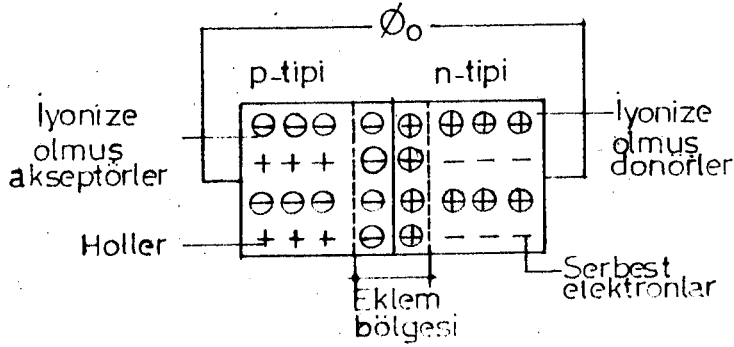 Ø₀
p-tipi
n-tipi
İyonize
olmuş
akseptörler
İyonize
olmuş
donörler
Holler
Serbest
elektronlar
Eklem
bölgesi